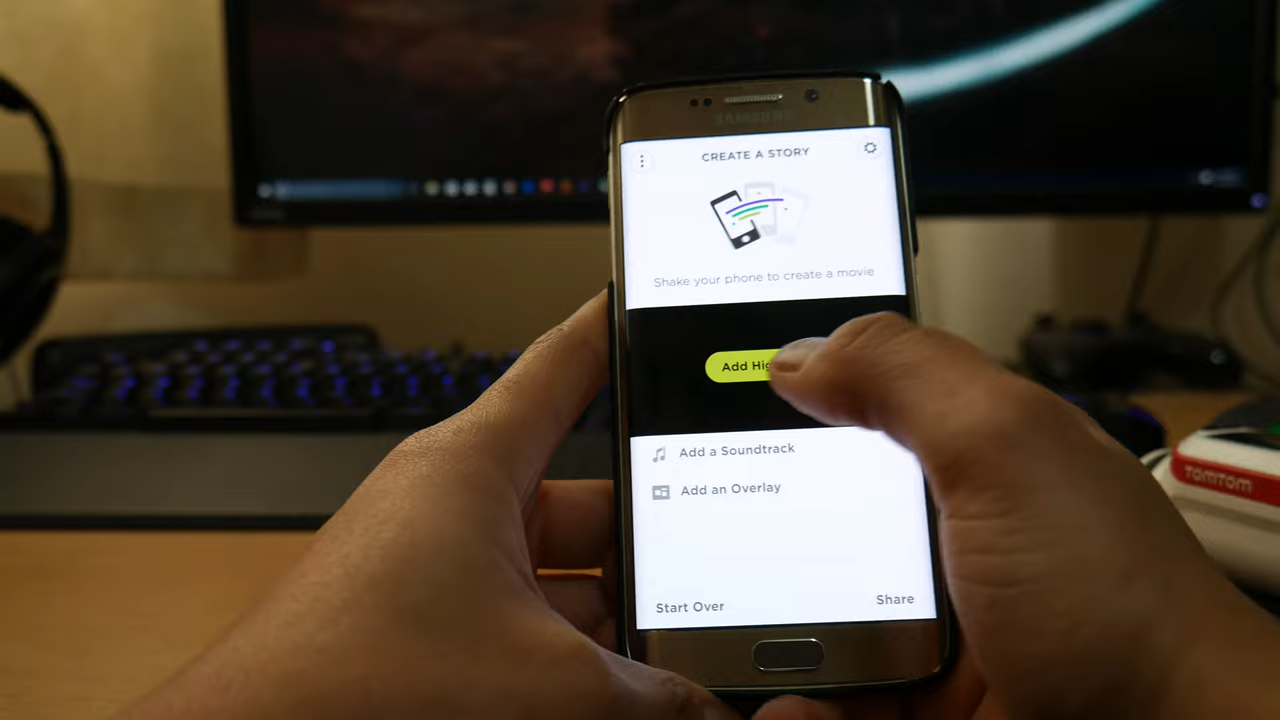 SAMSUNG
CREATE A STORY
Shake your phone to create a movie
Add Hig
Add a Soundtrack
Add an Overlay
Start Over
Share
TOMTOM